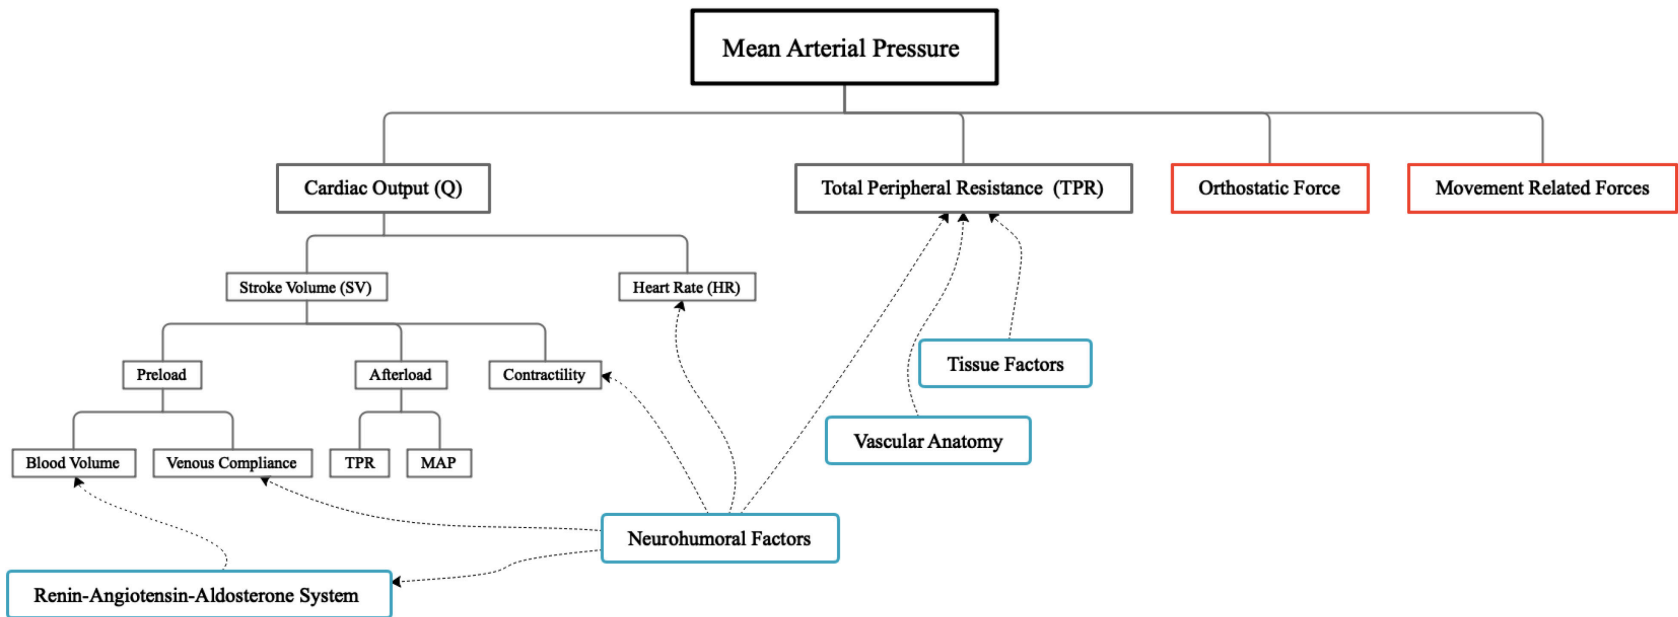 Mean Arterial Pressure
Cardiac Output (Q)
Total Peripheral Resistance (TPR)
Orthostatic Force
Movement Related Forces
Stroke Volume (SV)
Heart Rate (HR)
Preload
Afterload
Contractility
Tissue Factors
Vascular Anatomy
Blood Volume
Venous Compliance
TPR
MAP
Neurohumoral Factors
Renin-Angiotensin-Aldosterone System